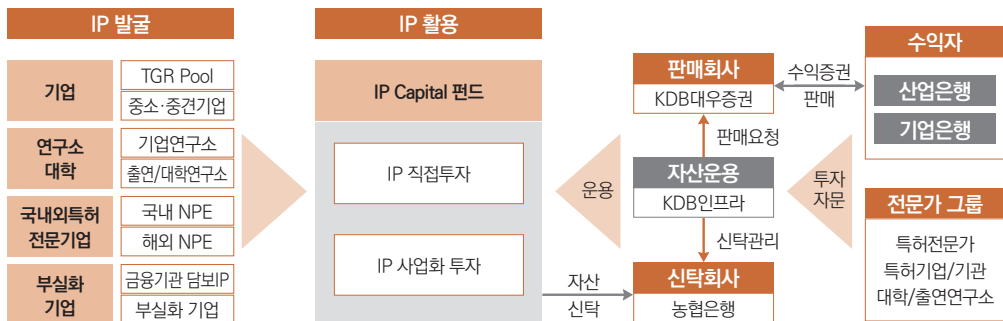 IP 발굴
기업
TGR Pool
중소·중견기업
연구소
대학
기업연구소
출연/대학연구소
국내외특허
전문기업
국내 NPE
해외 NPE
부실화
기업
금융기관 담보IP
부실화 기업
IP 활용
IP Capital 펀드
IP 직접투자
IP 사업화 투자
운용
자산
신탁
판매회사
KDB대우증권
판매요청
자산운용
KDB인프라
신탁관리
신탁회사
농협은행
수익증권
판매
투자
자문
수익자
산업은행
기업은행
전문가 그룹
특허전문가
특허기업/기관
대학/출연연구소